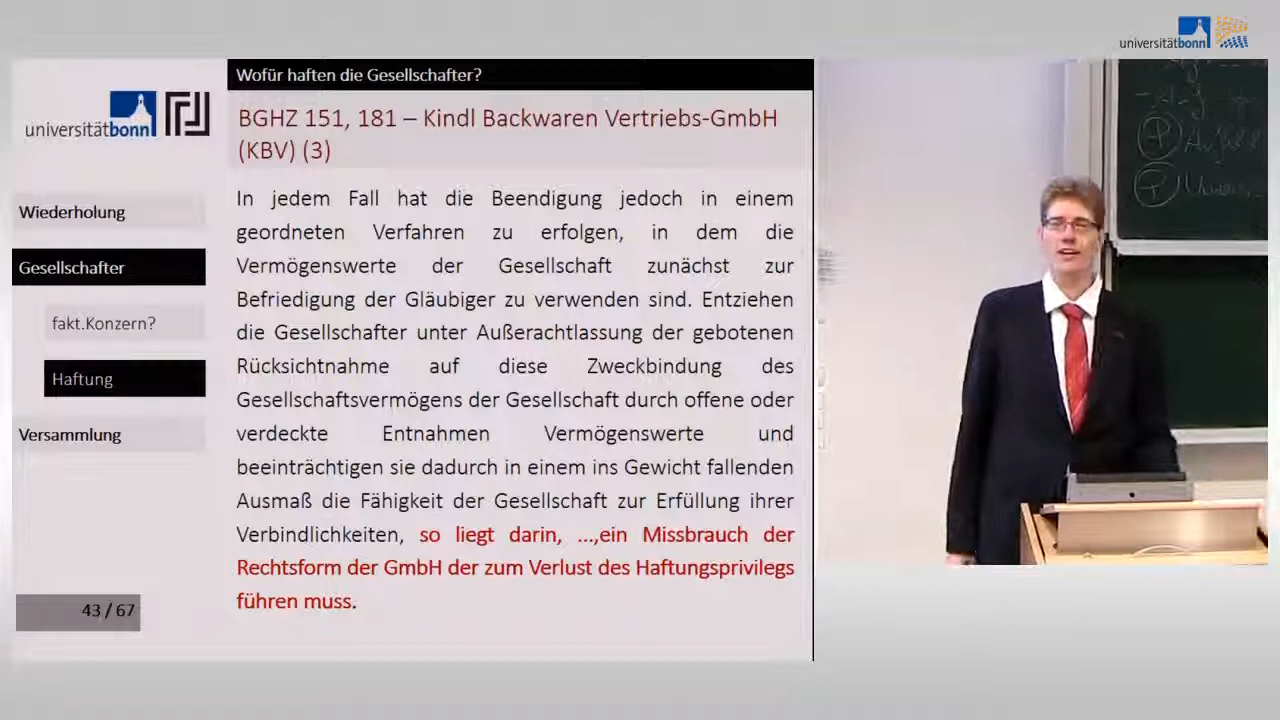 universitätbonn
Wofür haften die Gesellschafter?
universitätbonn
BGHZ 151, 181 – Kindl Backwaren Vertriebs-GmbH
(KBV) (3)
Wiederholung
Gesellschafter
fakt.Konzern?
Haftung
Versammlung
In jedem Fall hat die Beendigung jedoch in einem
geordneten Verfahren zu erfolgen, in dem die
Vermögenswerte der Gesellschaft zunächst zur
Befriedigung der Gläubiger zu verwenden sind. Entziehen
die Gesellschafter unter Außerachtlassung der gebotenen
Rücksichtnahme auf diese Zweckbindung des
Gesellschaftsvermögens der Gesellschaft durch offene oder
verdeckte Entnahmen Vermögenswerte und
beeinträchtigen sie dadurch in einem ins Gewicht fallenden
Ausmaß die Fähigkeit der Gesellschaft zur Erfüllung ihrer
Verbindlichkeiten, so liegt darin, ...,ein Missbrauch der
Rechtsform der GmbH der zum Verlust des Haftungsprivilegs
führen muss.
43 / 67